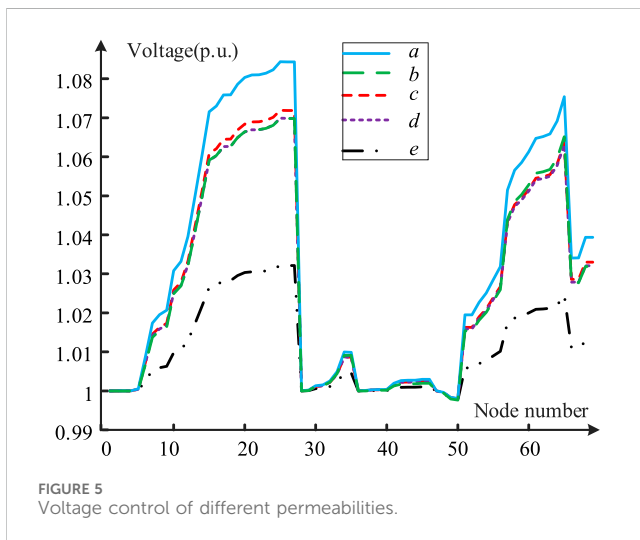 Voltage(p.u.)
a
b
c
d
e
1.08
1.07
1.06
1.05
1.04
1.03
1.02
1.01
1
0.99
0
10
20
30
40
50
60
Node number
FIGURE 5
Voltage control of different permeabilities.